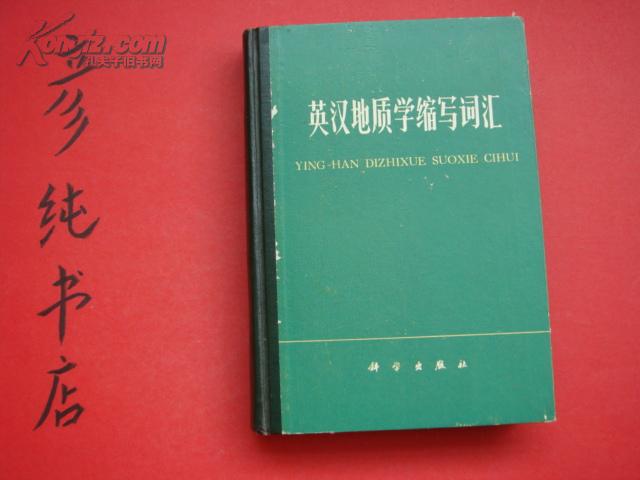 Kongfz.com
孔夫子旧书网
彦纯书店
英汉地质学缩写词汇
YING-HAN DIZHIXUE SUOXIE CIHUI
科学出版社